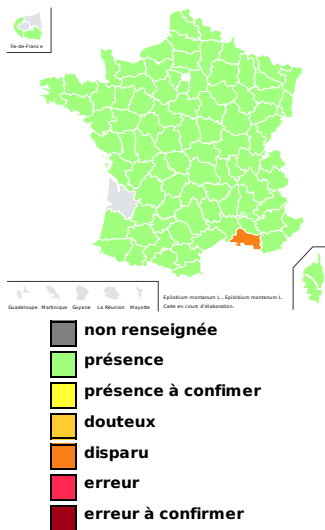 Île-de-France
Guadeloupe Martinique Guyane La Réunion Mayotte
Epilobium montanum L., Epilobium montanum L.
Carte en cours d'élaboration.
non renseignée
présence
présence à confimer
douteux
disparu
erreur
erreur à confirmer